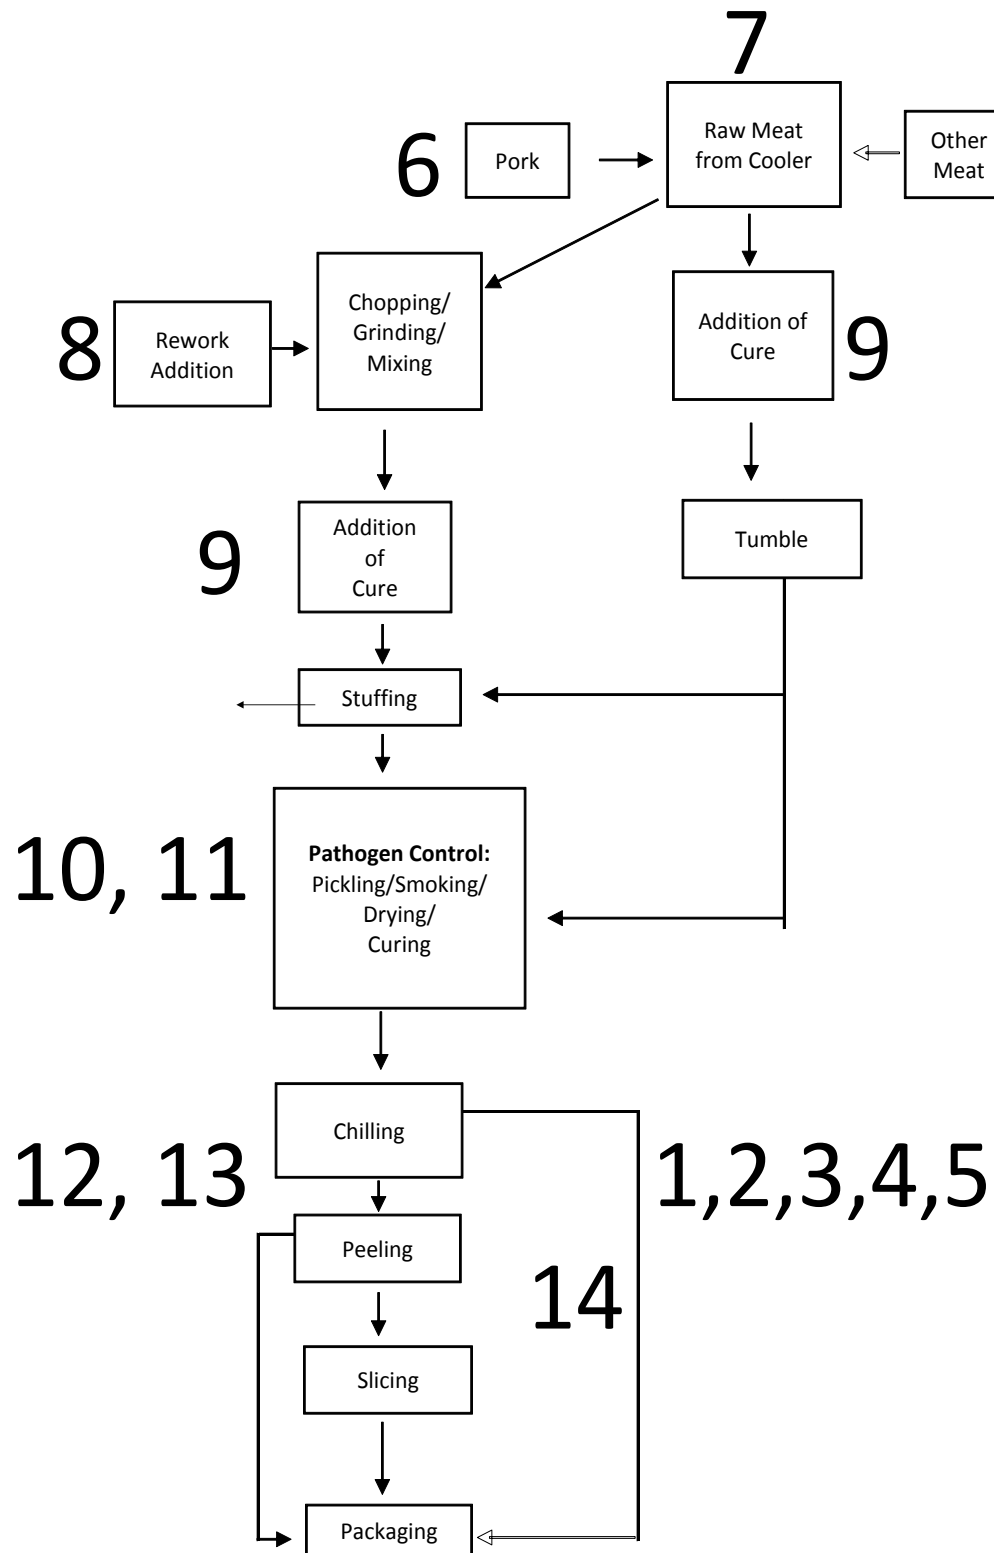 7
Raw Meat
from Cooler
6
Pork
Other
Meat
Chopping/
Grinding/
Mixing
8
Rework
Addition
Addition of
Cure
9
9
Addition
of
Cure
Tumble
Stuffing
10, 11
Pathogen Control:
Pickling/Smoking/
Drying/
Curing
Chilling
12, 13
1,2,3,4,5
Peeling
14
Slicing
Packaging